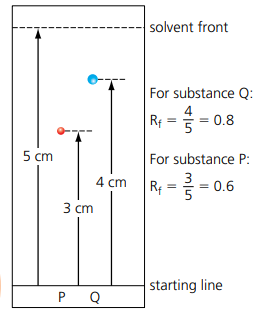 solvent front
For substance Q:
Rf = 4/5 = 0.8
For substance P:
Rf = 3/5 = 0.6
5 cm
4 cm
3 cm
starting line
P Q